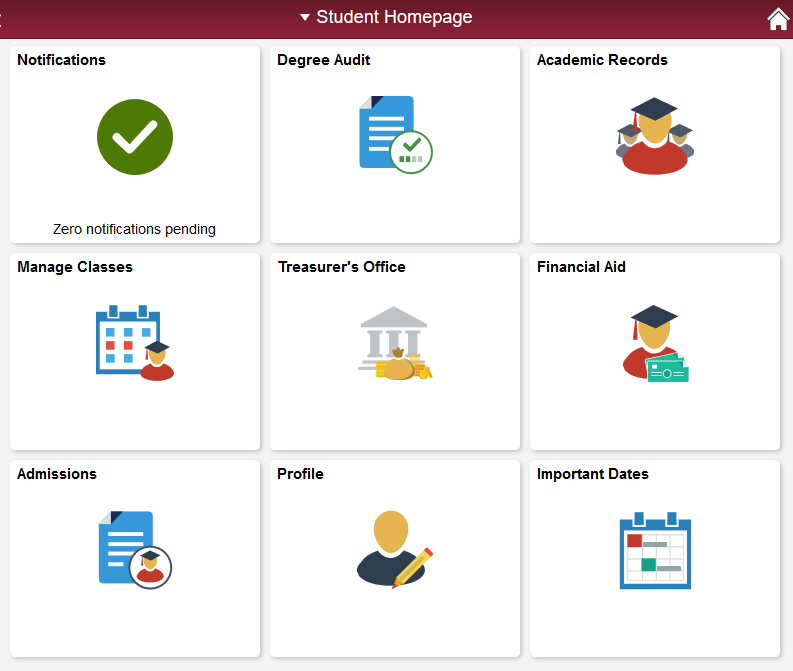 Student Homepage
Notifications
Zero notifications pending
Degree Audit
Academic Records
Manage Classes
Treasurer's Office
Financial Aid
Admissions
Profile
Important Dates